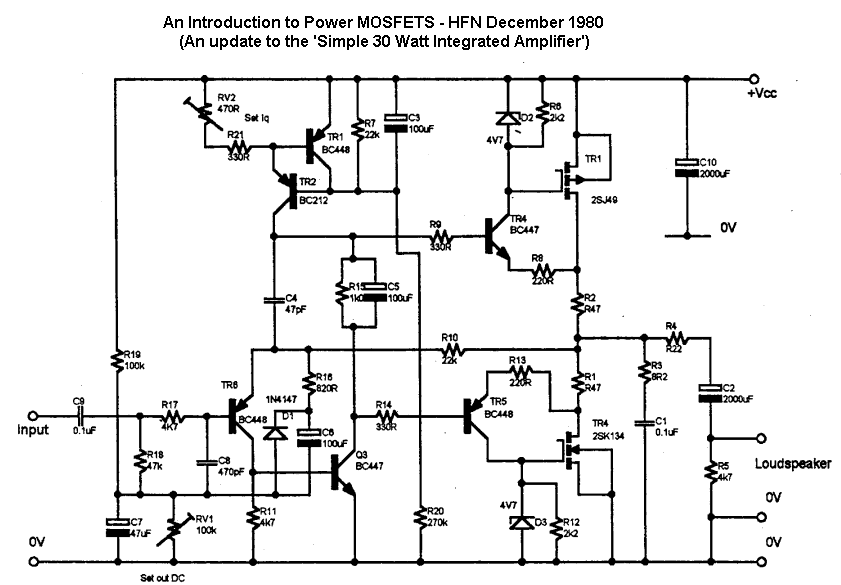 An Introduction to Power MOSFETS - HFN December 1980
(An update to the 'Simple 30 Watt Integrated Amplifier')
+Vcc
RV2
470R
Set Iq
R21
330R
TR1
BC448
R7
22k
C3
100uF
D2
4V7
R6
2k2
TR1
2SJ49
C10
2000uF
0V
TR2
BC212
R9
330R
TR4
BC447
R8
220R
R15
1k0
C5
100uF
C4
47pF
R2
R47
R10
22k
R4
R22
R3
8R2
R19
100k
R16
820R
R13
220R
R1
R47
C2
2000uF
TR6
BC448
1N4147
D1
R14
330R
TR5
BC448
TR4
2SK134
C1
0.1uF
Input
C9
0.1uF
R17
4K7
R18
47k
C8
470pF
C6
100uF
Q3
BC447
Loudspeaker
R5
4k7
0V
C7
47uF
RV1
100k
R11
4k7
R20
270k
4V7
D3
R12
2k2
0V
0V
Set out DC